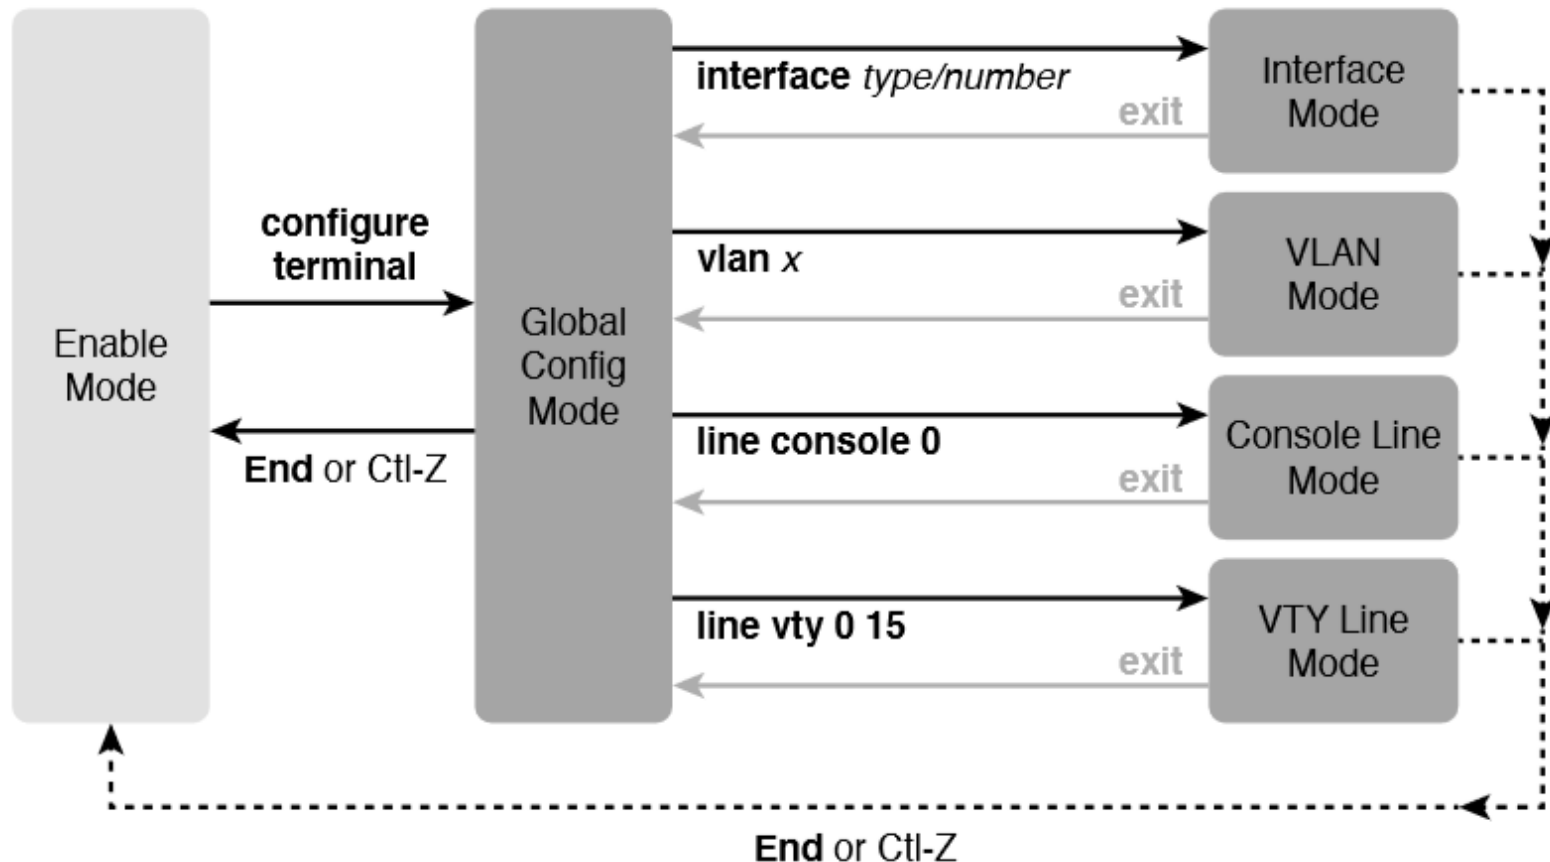 Enable
Mode
configure
terminal
End or Ctl-Z
Global
Config
Mode
interface type/number
exit
Interface
Mode
vlan x
exit
VLAN
Mode
line console 0
exit
Console Line
Mode
line vty 0 15
exit
VTY Line
Mode
End or Ctl-Z